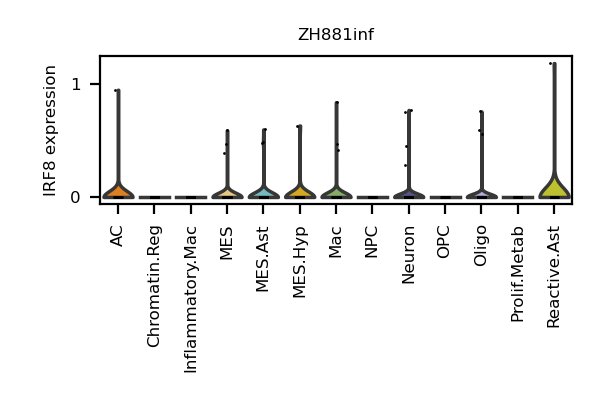 ZH881inf
IRF8 expression
1
0
AC
Chromatin.Reg
Inflammatory.Mac
MES
MES.Ast
MES.Hyp
Mac
NPC
Neuron
OPC
Oligo
Prolif.Metab
Reactive.Ast